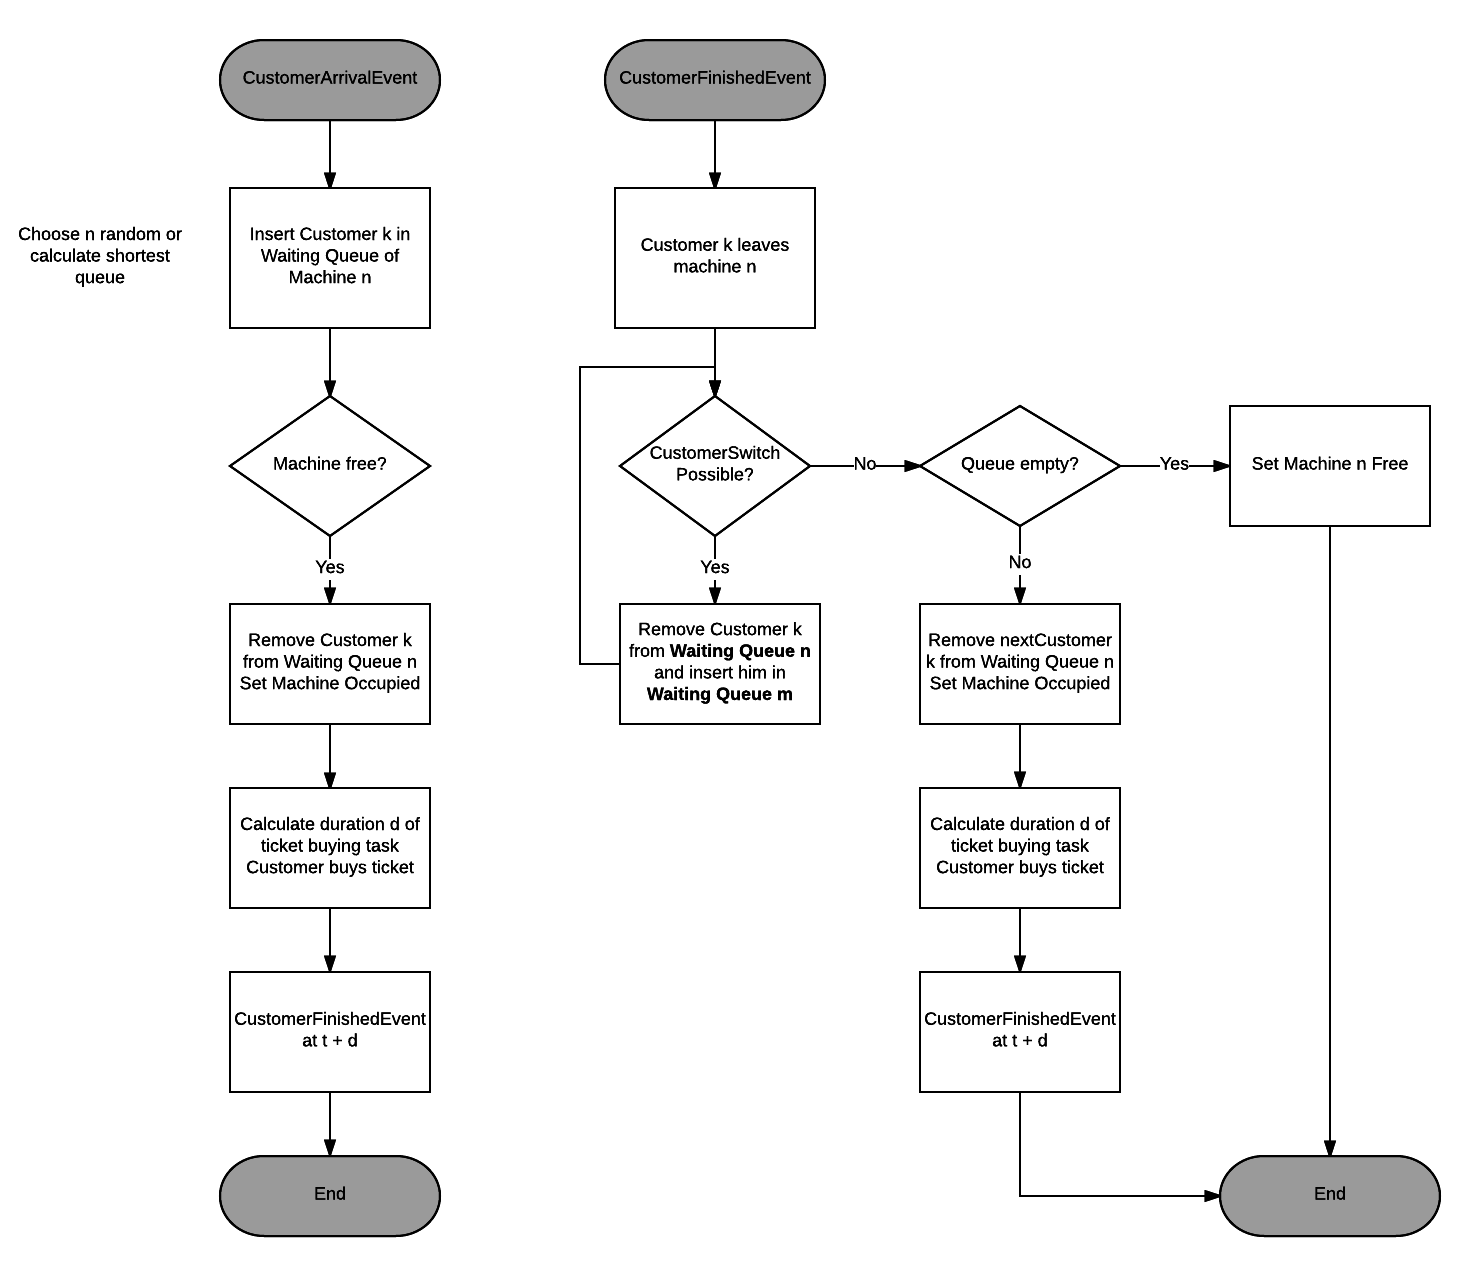 CustomerArrivalEvent
Choose n random or
calculate shortest
queue
Insert Customer k in
Waiting Queue of
Machine n
Machine free?
Yes
Remove Customer k
from Waiting Queue n
Set Machine Occupied
Calculate duration d of
ticket buying task
Customer buys ticket
CustomerFinishedEvent
at t + d
End
CustomerFinishedEvent
Customer k leaves
machine n
CustomerSwitch
Possible?
Yes
Remove Customer k
from Waiting Queue n
and insert him in
Waiting Queue m
No
Queue empty?
No
Remove nextCustomer
k from Waiting Queue n
Set Machine Occupied
Calculate duration d of
ticket buying task
Customer buys ticket
CustomerFinishedEvent
at t + d
Yes
Set Machine n Free
End